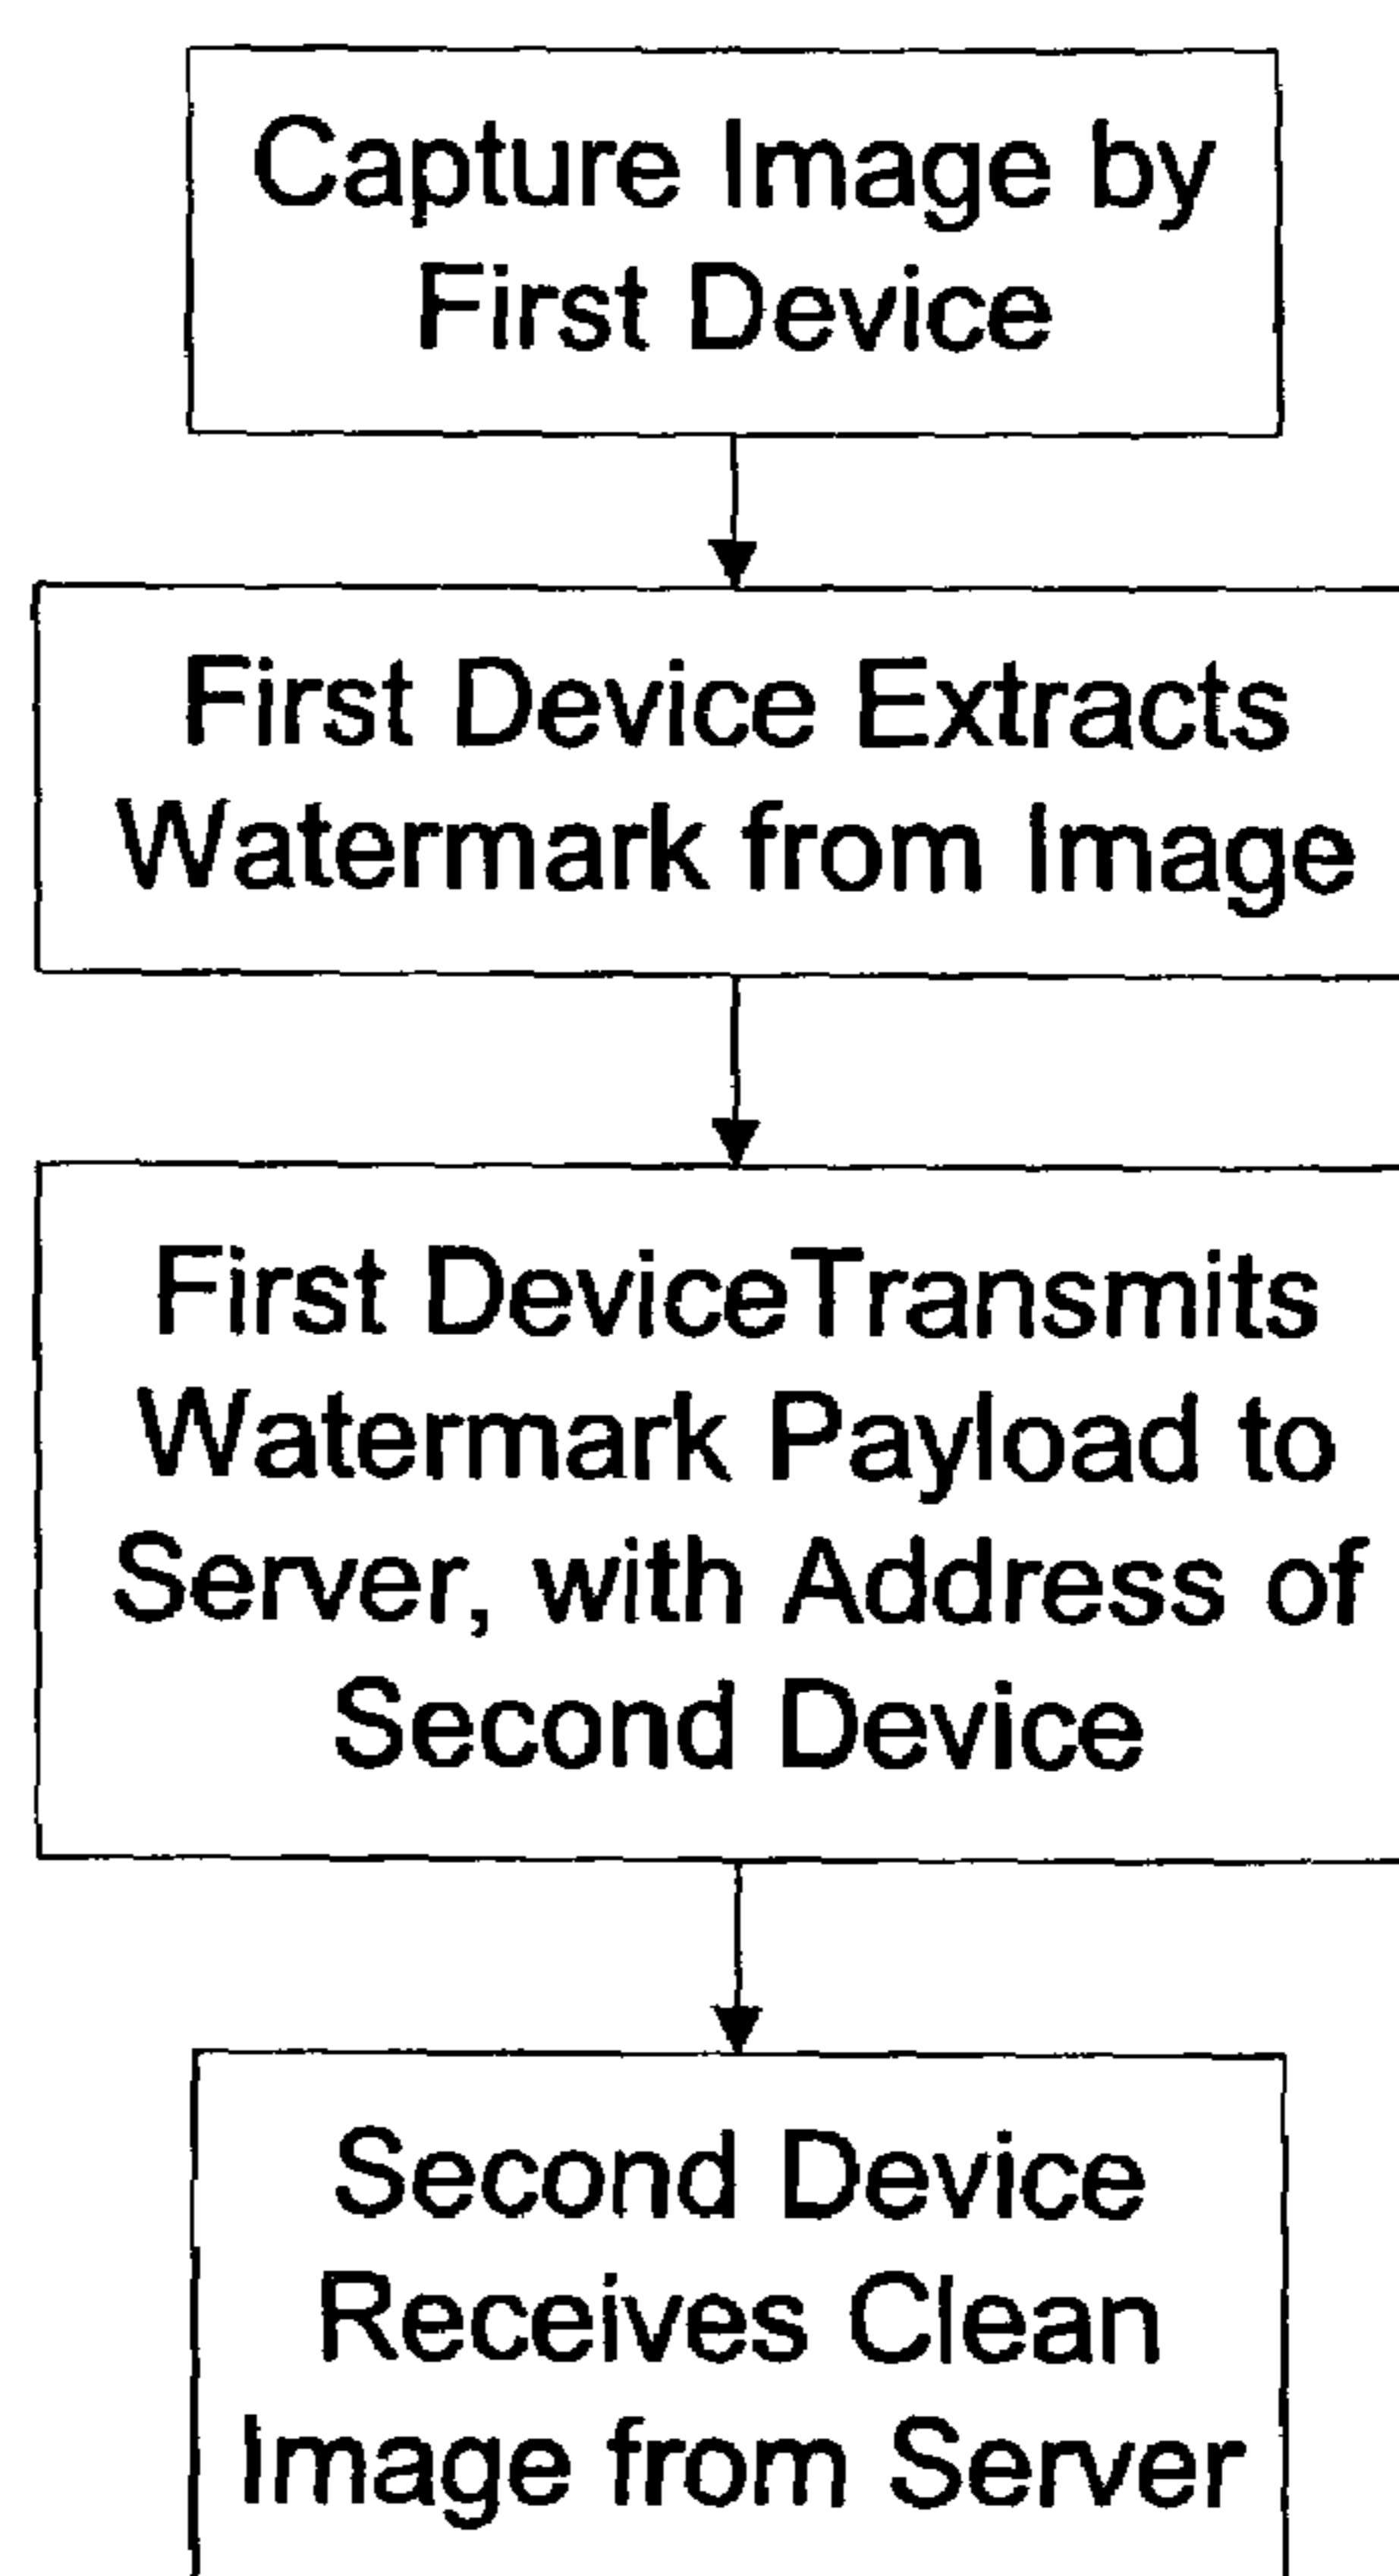 Capture Image by
First Device
First Device Extracts
Watermark from Image
First DeviceTransmits
Watermark Payload to
Server, with Address of
Second Device
Second Device
Receives Clean
Image from Server